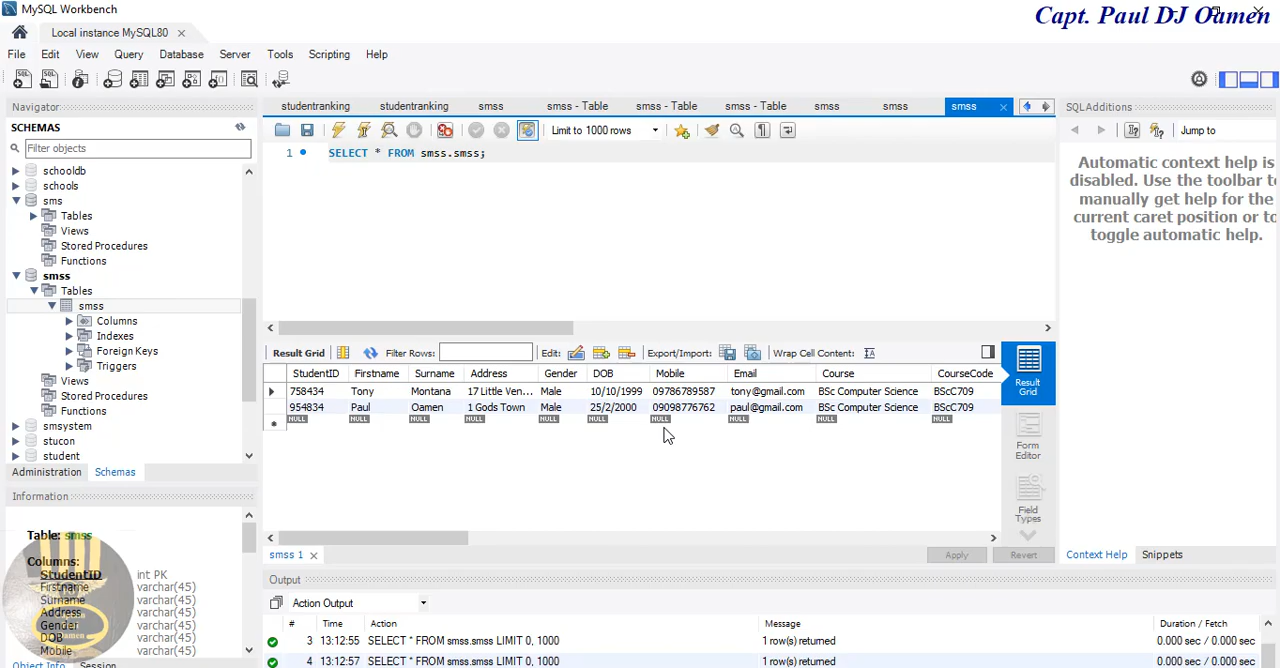 MySQL Workbench
Capt. Paul DJ Oamen
Local instance MySQL80
File Edit View Query Database Server Tools Scripting Help
Navigator
SCHEMAS
Filter objects
schooldb
schools
sms
Tables
Views
Stored Procedures
Functions
smss
Tables
smss
Columns
Indexes
Foreign Keys
Triggers
Views
Stored Procedures
Functions
smsystem
stucon
student
Administration Schemas
Information
Table: smss
Columns:
StudentID int PK
Firstname varchar(45)
Surname varchar(45)
Address varchar(45)
Gender varchar(45)
DOB varchar(45)
Mobile varchar(45)
Object Info Session
studentranking studentranking smss smss - Table smss - Table smss - Table smss smss smss
Limit to 1000 rows
1 SELECT * FROM smss.smss;
Result Grid Filter Rows: Edit: Export/Import: Wrap Cell Content:
StudentID Firstname Surname Address Gender DOB Mobile Email Course CourseCode
758434 Tony Montana 17 Little Ven... Male 10/10/1999 09786789587 tony@gmail.com BSc Computer Science BScC709
954834 Paul Oamen 1 Gods Town Male 25/2/2000 09098776762 paul@gmail.com BSc Computer Science BScC709
NULL NULL NULL NULL NULL NULL NULL NULL NULL NULL
Result Grid
Form Editor
Field Types
smss 1
Apply Revert
Output
Action Output
# Time Action Message Duration / Fetch
3 13:12:55 SELECT * FROM smss.smss LIMIT 0, 1000 1 row(s) returned 0.000 sec / 0.000 sec
4 13:12:57 SELECT * FROM smss.smss LIMIT 0, 1000 1 row(s) returned 0.000 sec / 0.000 sec
SQLAdditions
Jump to
Automatic context help is
disabled. Use the toolbar to
manually get help for the
current caret position or to
toggle automatic help.
Context Help Snippets